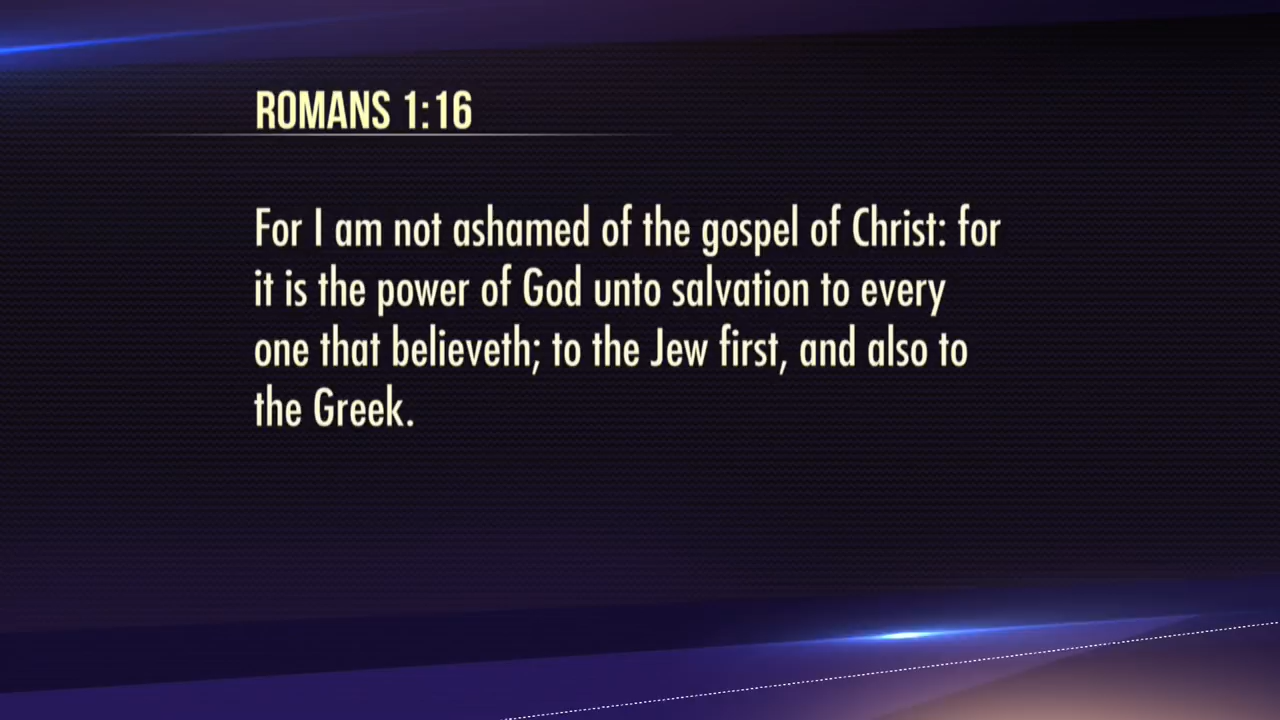 ROMANS 1:16
For I am not ashamed of the gospel of Christ: for
it is the power of God unto salvation to every
one that believeth; to the Jew first, and also to
the Greek.